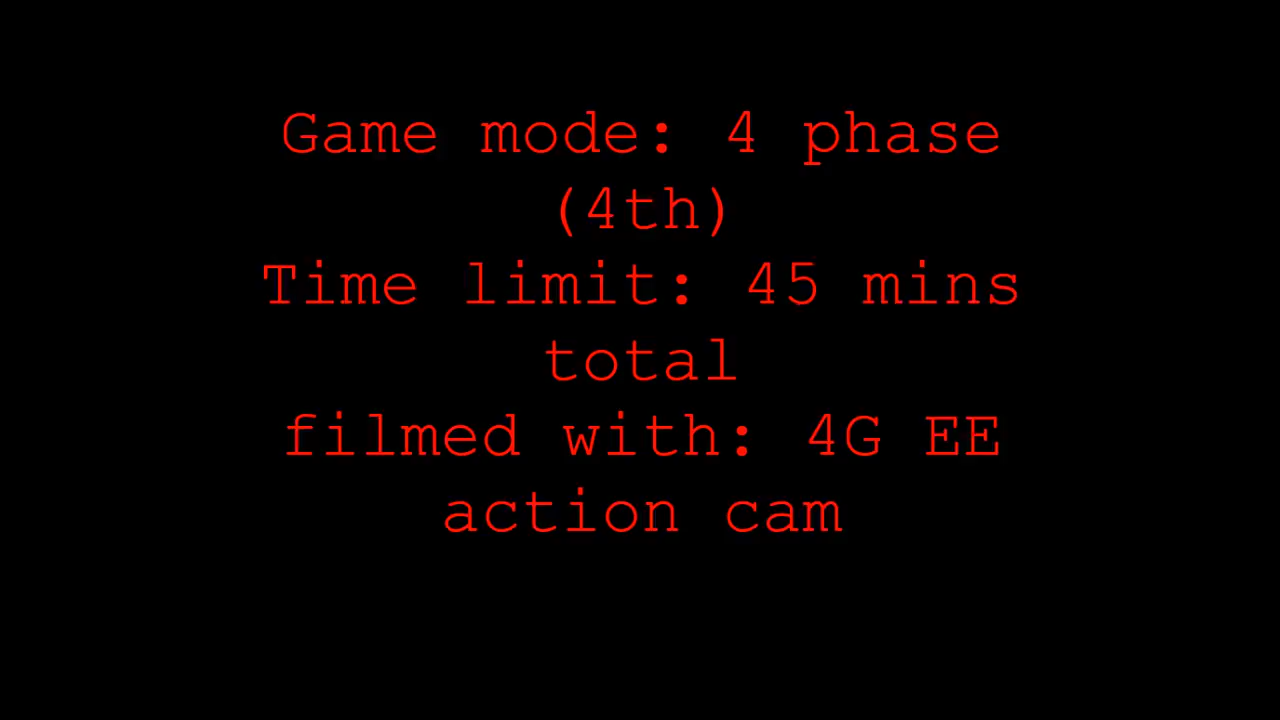 Game mode: 4 phase
(4th)
Time limit: 45 mins
total
filmed with: 4G EE
action cam